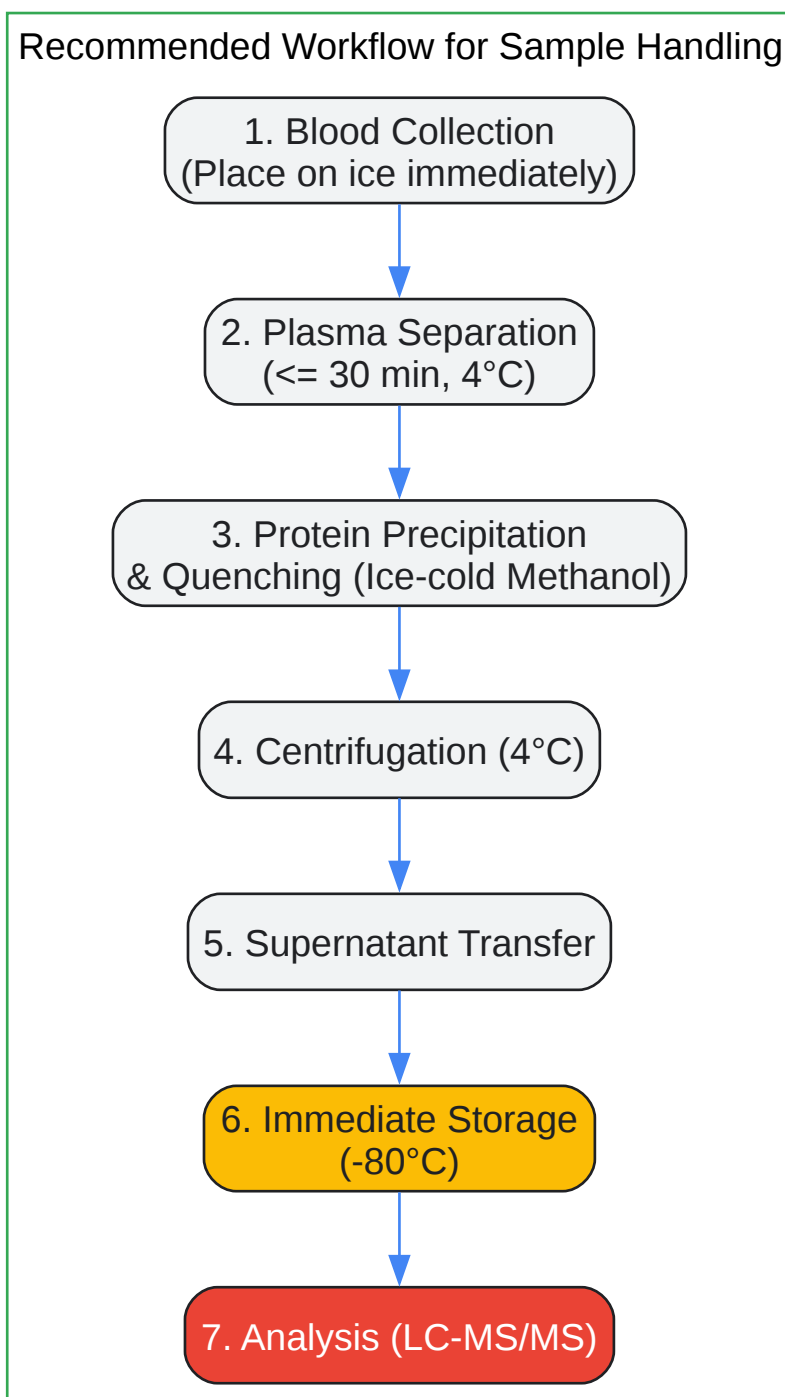 Recommended Workflow for Sample Handling
1. Blood Collection
(Place on ice immediately)
2. Plasma Separation
(<= 30 min, 4°C)
3. Protein Precipitation
& Quenching (Ice-cold Methanol)
4. Centrifugation (4°C)
5. Supernatant Transfer
6. Immediate Storage
(-80°C)
7. Analysis (LC-MS/MS)